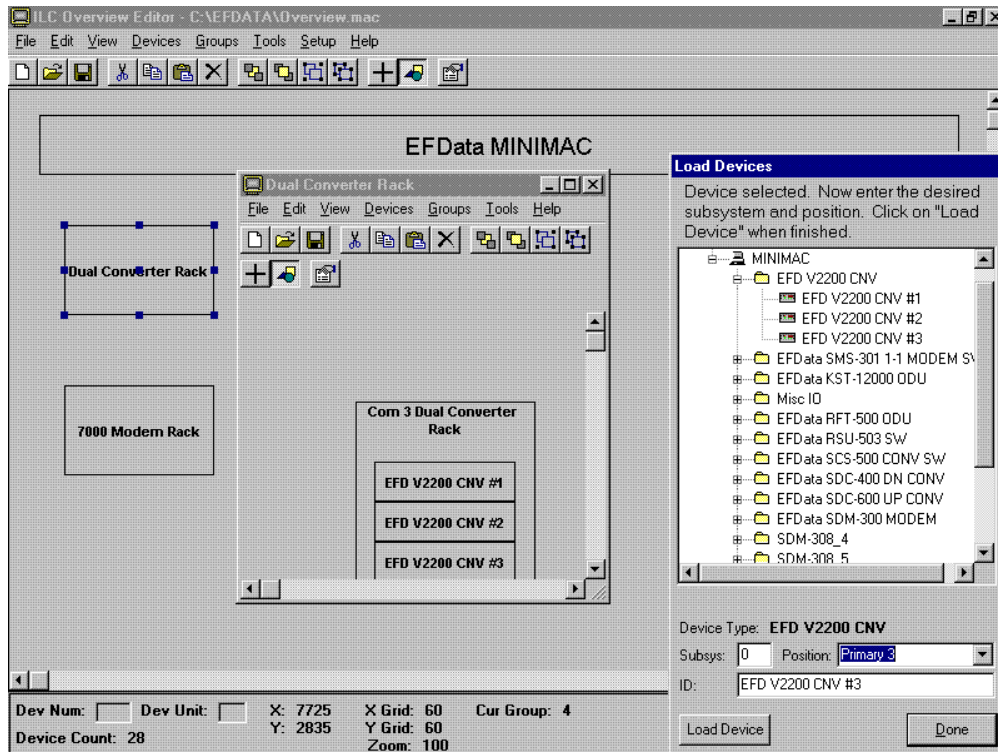 ILC Overview Editor - C:\EFDATA\Overview.mac
File Edit View Devices Groups Tools Setup Help
EFData MINIMAC
Dual Converter Rack
7000 Modem Rack
Dual Converter Rack
File Edit View Devices Groups Tools Help
Com 3 Dual Converter
Rack
EFD V2200 CNV #1
EFD V2200 CNV #2
EFD V2200 CNV #3
Load Devices
Device selected. Now enter the desired
subsystem and position. Click on "Load
Device" when finished.
MINIMAC
EFD V2200 CNV
EFD V2200 CNV #1
EFD V2200 CNV #2
EFD V2200 CNV #3
EFData SMS-301 1-1 MODEM SV
EFData KST-12000 ODU
Misc IO
EFData RFT-500 ODU
EFData RSU-503 SW
EFData SCS-500 CONV SW
EFData SDC-400 DN CONV
EFData SDC-600 UP CONV
EFData SDM-300 MODEM
SDM-308_4
SDM-308_5
Device Type: EFD V2200 CNV
Subsys: 0 Position: Primary 3
ID: EFD V2200 CNV #3
Load Device Done
Dev Num: Dev Unit: X: 7725 X Grid: 60 Cur Group: 4
Y: 2835 Y Grid: 60
Device Count: 28 Zoom: 100